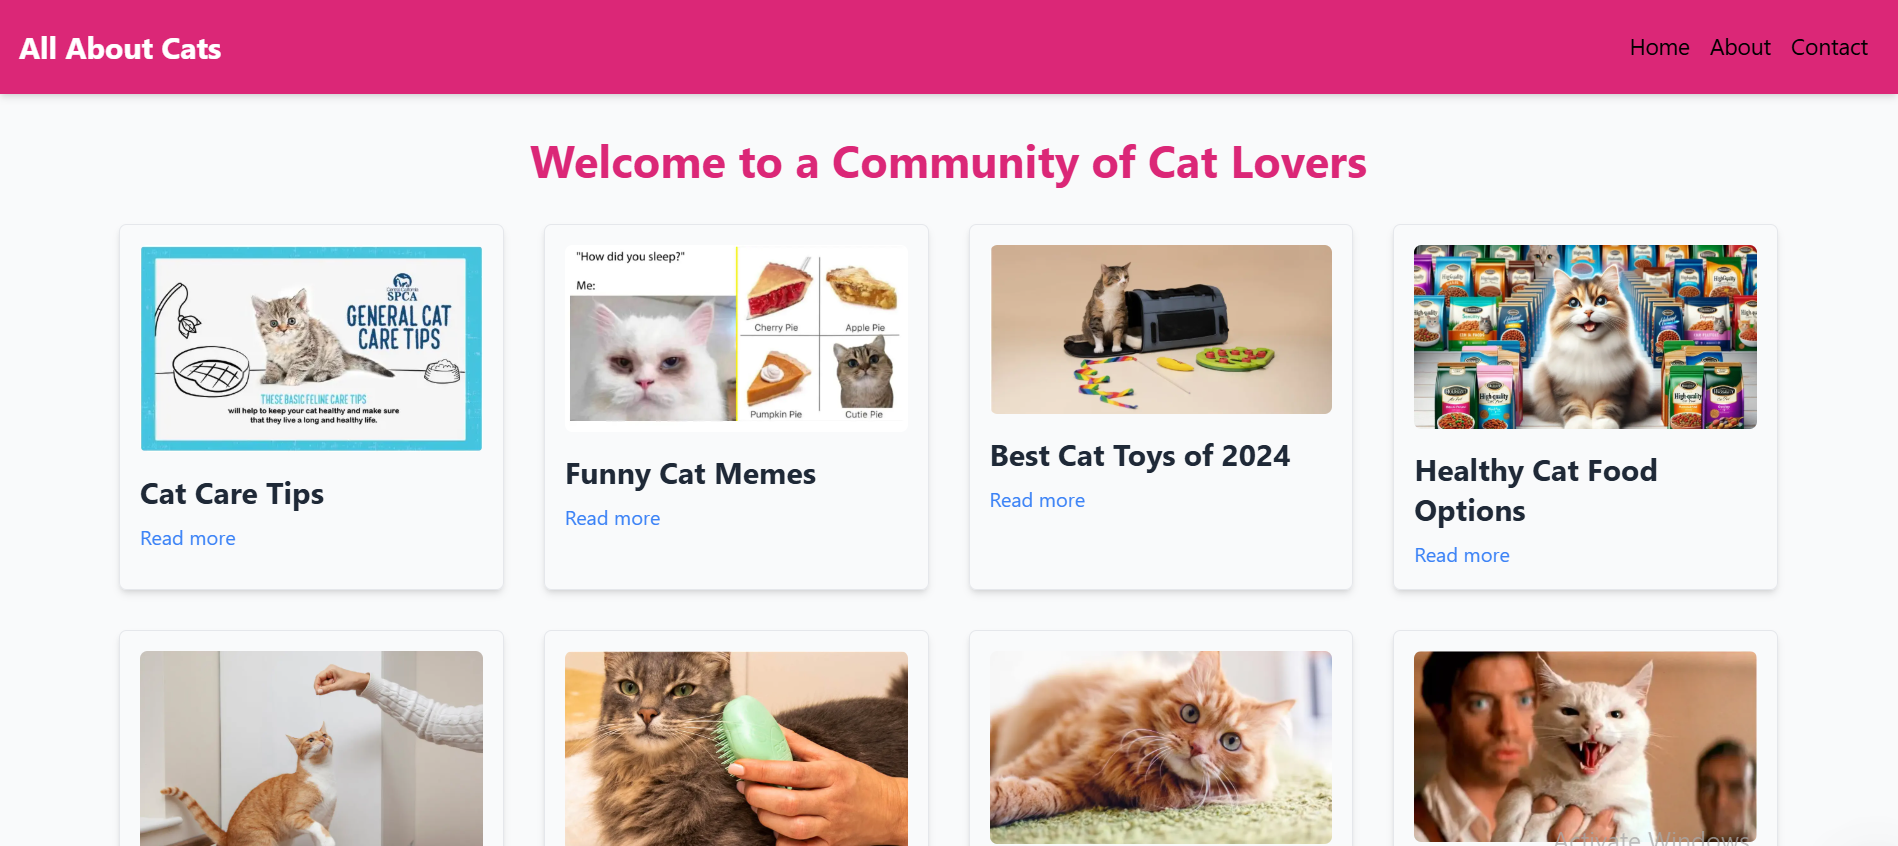 All About Cats
Home About Contact
Welcome to a Community of Cat Lovers
SPCA
GENERAL CAT
CARE TIPS
THESE BASIC FELINE CARE TIPS
will help to keep your cat healthy and make sure
that they live a long and healthy life.
Cat Care Tips
Read more
"How did you sleep?"
Me:
Cherry Pie
Apple Pie
Pumpkin Pie
Cutie Pie
Funny Cat Memes
Read more
Best Cat Toys of 2024
Read more
Healthy Cat Food
Options
Read more
Activate Windows